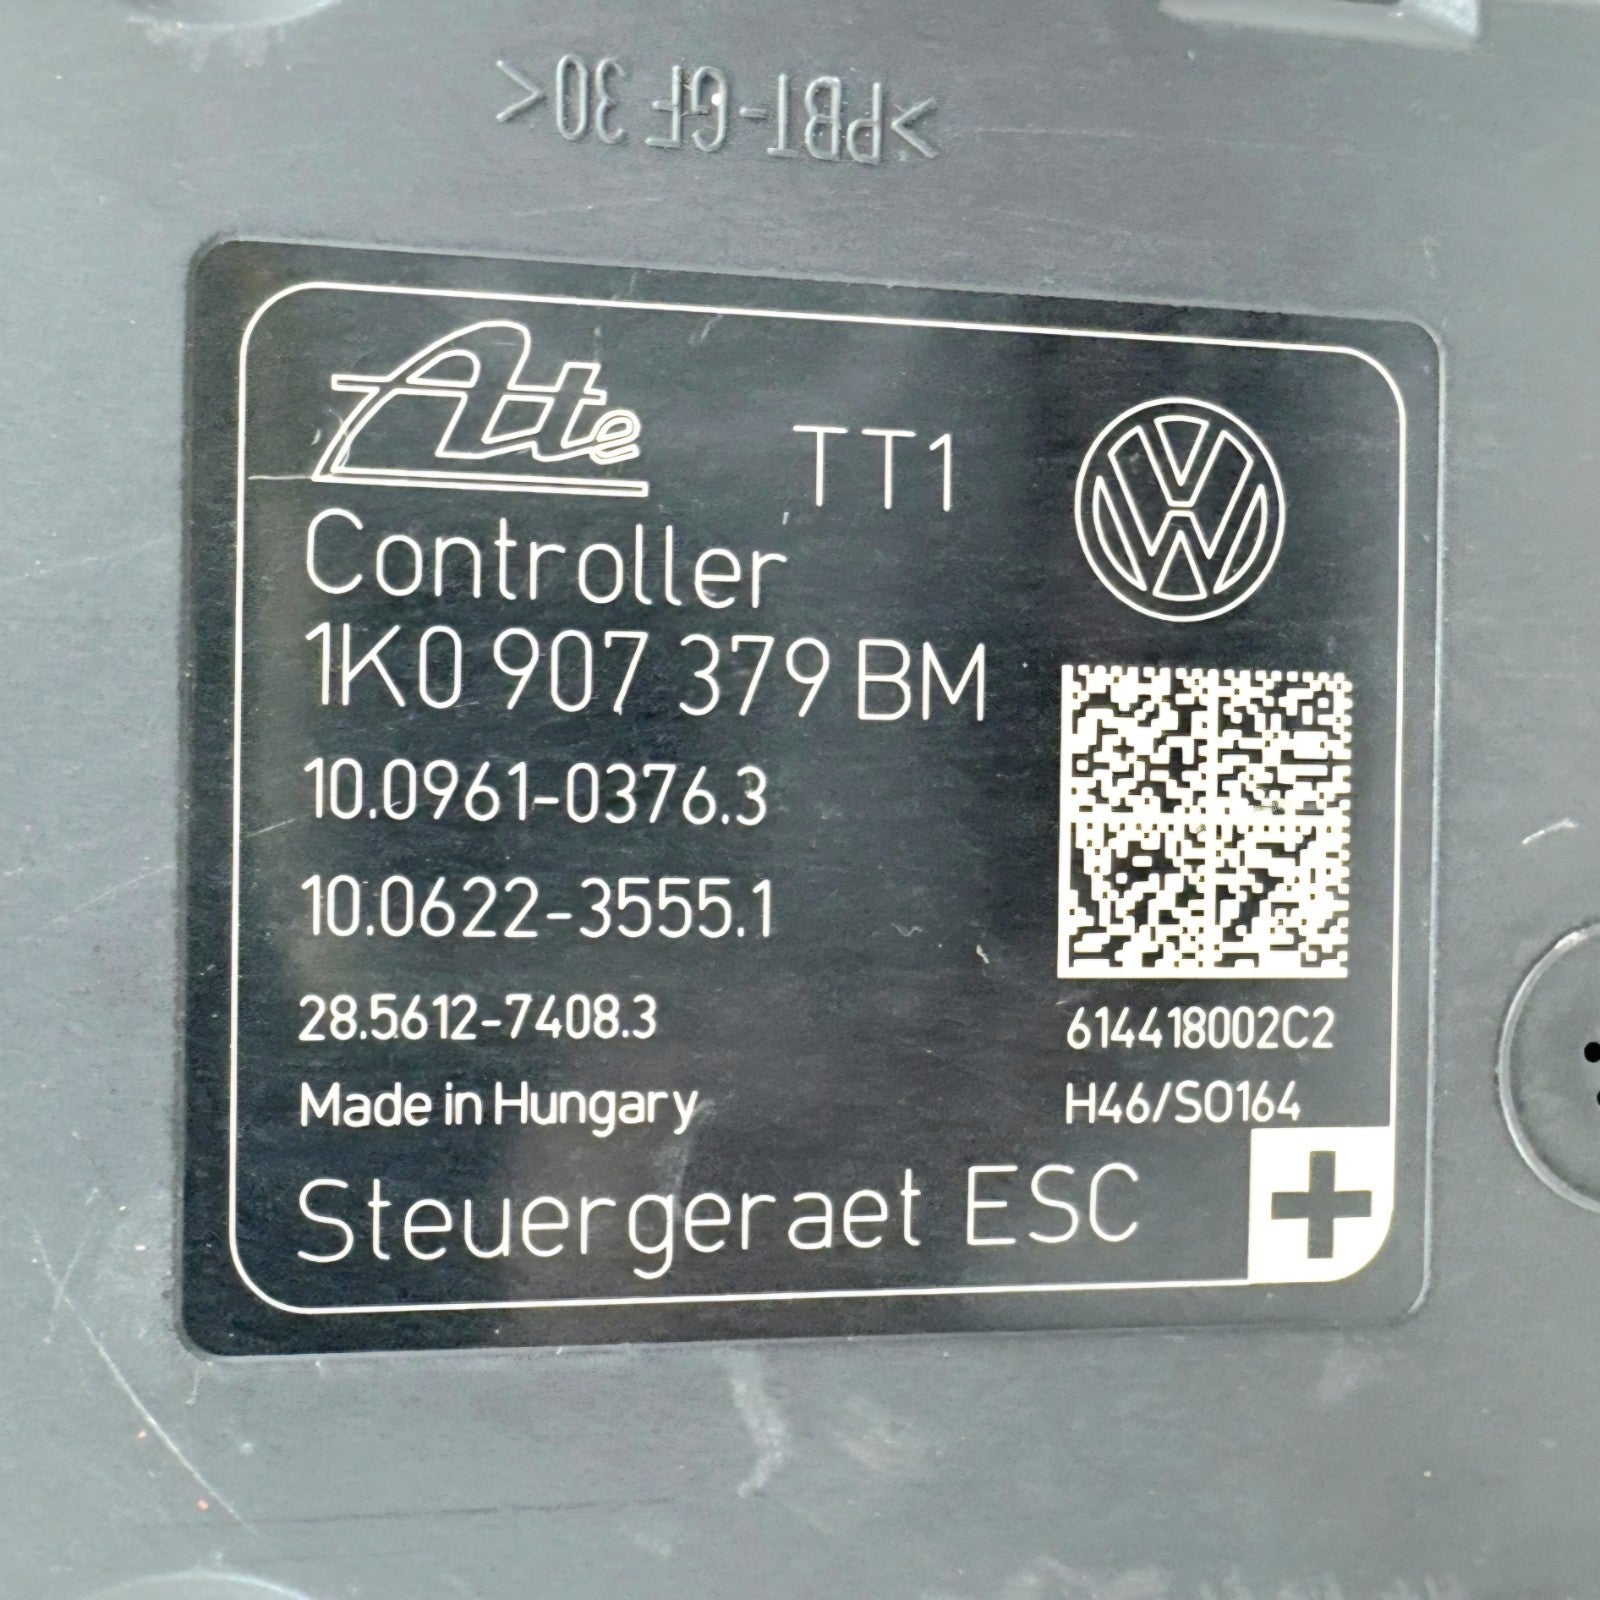 >PBT-GF 30<
Ate TT1
Controller
1K0 907 379 BM
10.0961-0376.3
10.0622-3555.1
28.5612-7408.3
614418002C2
Made in Hungary
H46/SO164
Steuergeraet ESC